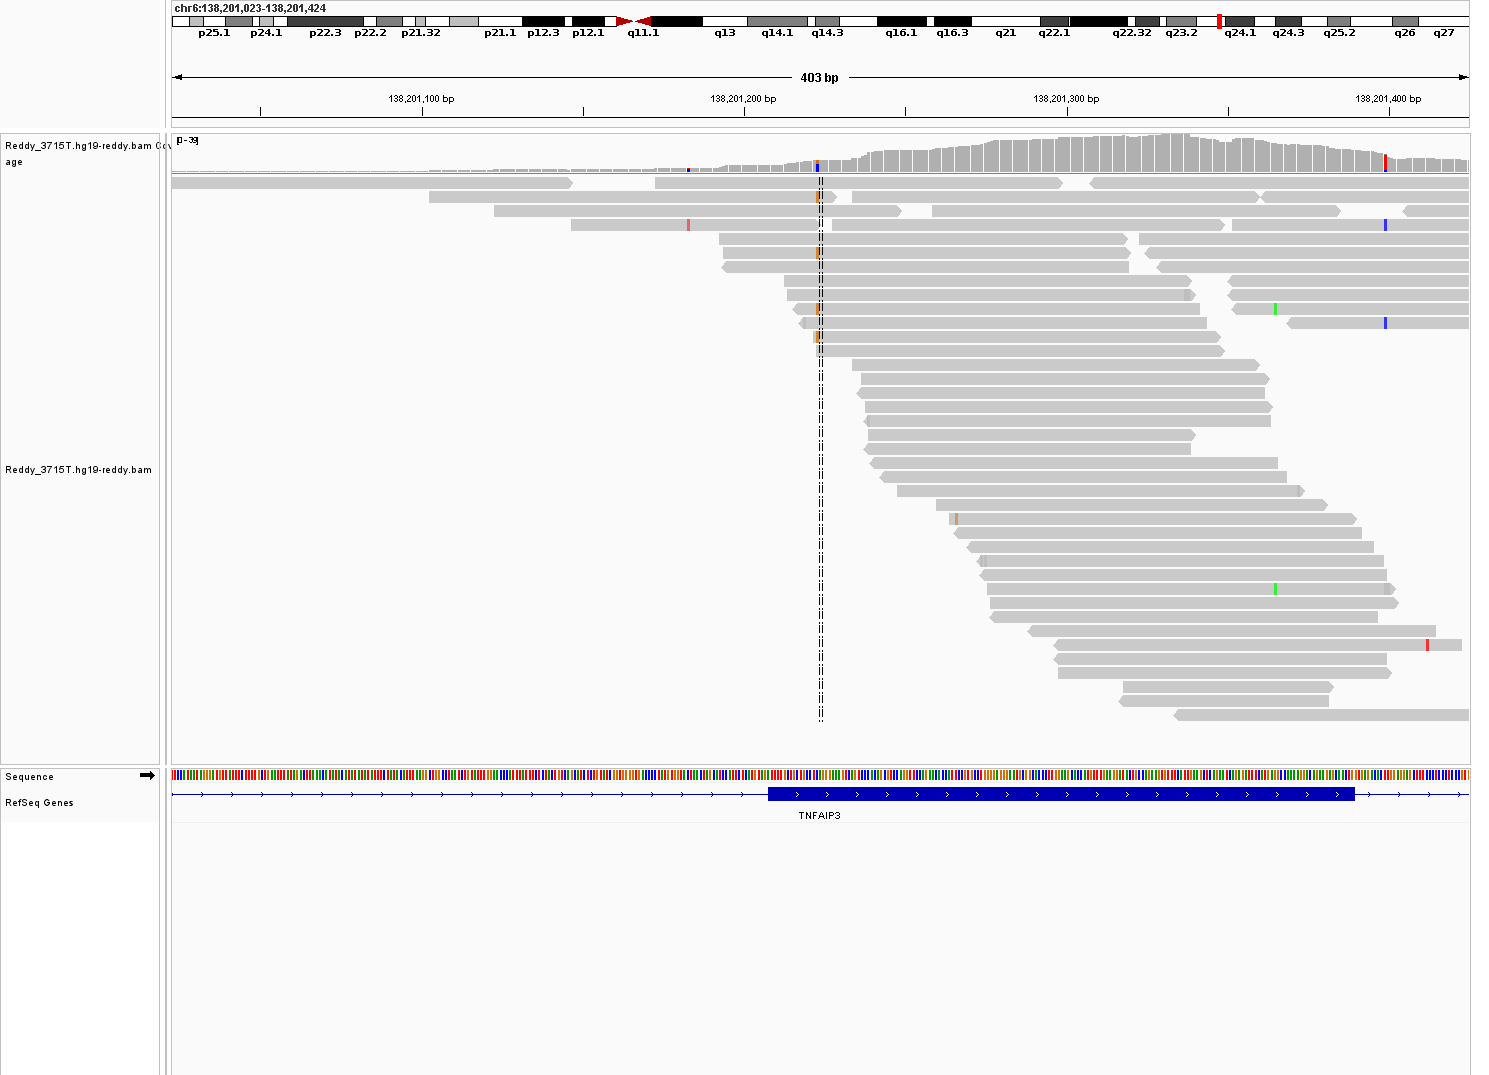 chr6:138,201,023-138,201,424
p25.1 p24.1 p22.3 p22.2 p21.32 p21.1 p12.3 p12.1 q11.1 q13 q14.1 q14.3 q16.1 q16.3 q21 q22.1 q22.32 q23.2 q24.1 q24.3 q25.2 q26 q27
403 bp
138,201,100 bp 138,201,200 bp 138,201,300 bp 138,201,400 bp
Reddy_3715T.hg19-reddy.bam Cov
age
[0-39]
Reddy_3715T.hg19-reddy.bam
Sequence
RefSeq Genes
TNFAIP3